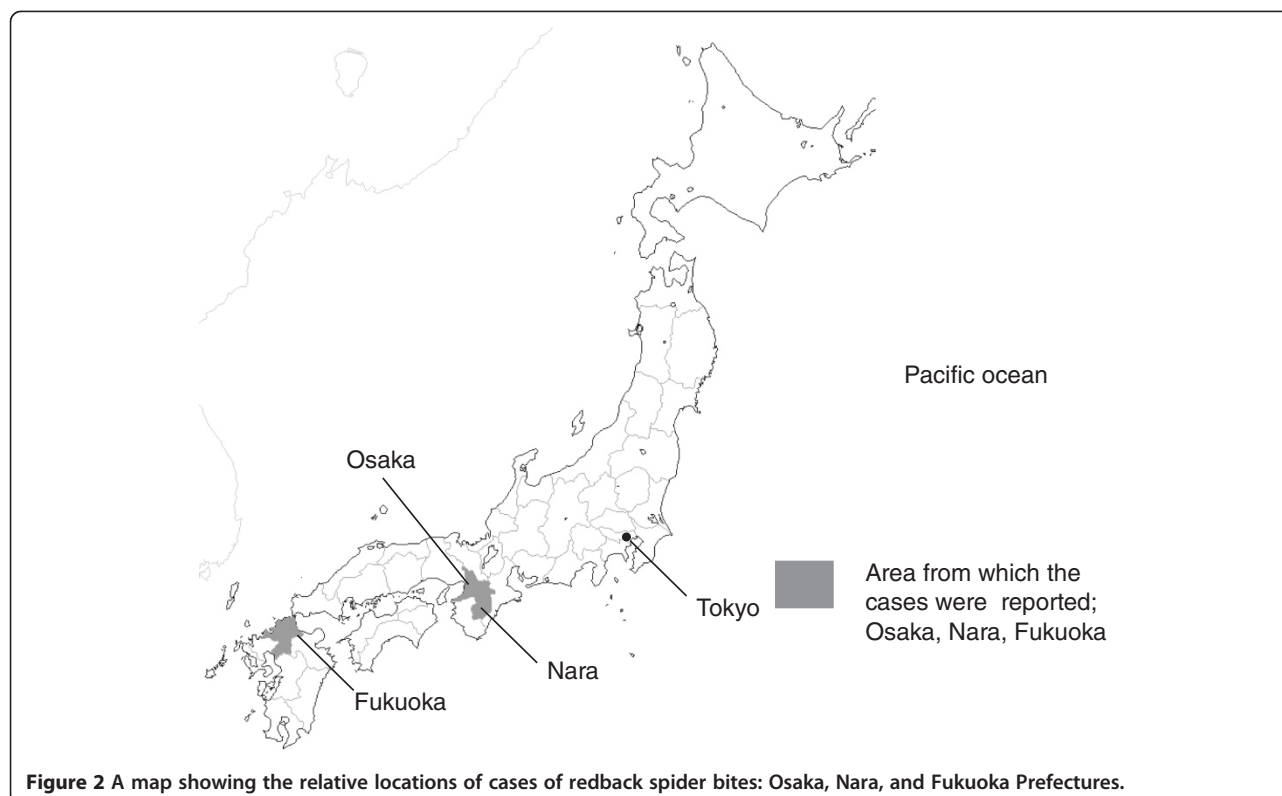 Pacific ocean
Osaka
Tokyo
Area from which the
cases were reported;
Osaka, Nara, Fukuoka
Nara
Fukuoka
Figure 2 A map showing the relative locations of cases of redback spider bites: Osaka, Nara, and Fukuoka Prefectures.